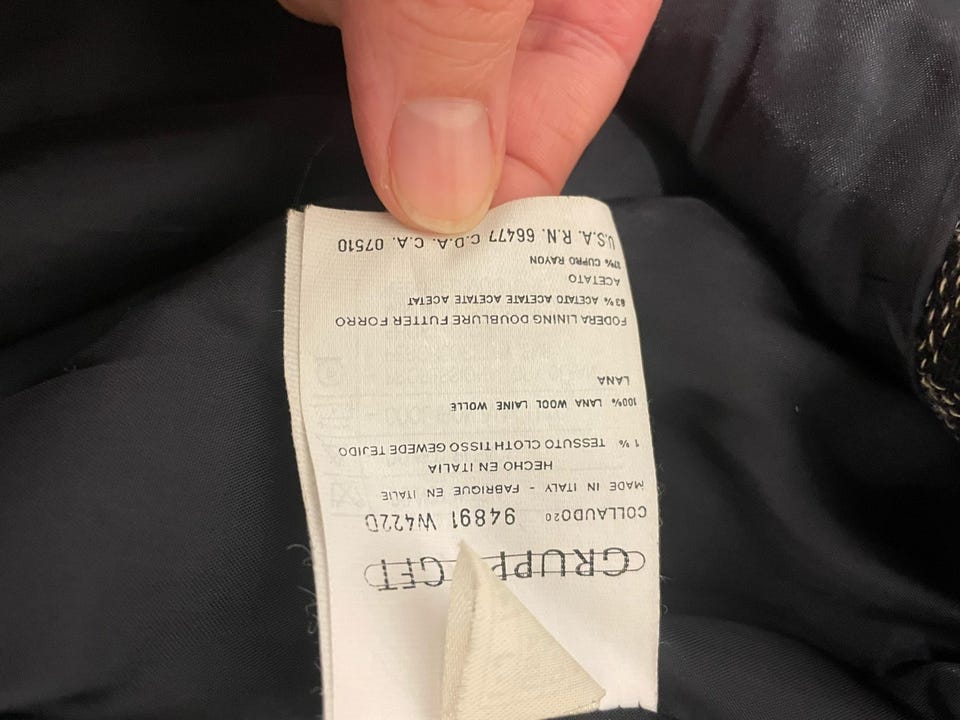 GRUPP GFT
COLLAUDO20 94891 W4220
MADE IN ITALY - FABRIQUE EN ITALIE
HECHO EN ITALIA
1 % TESSUTO CLOTH TISSO GEWEDE TEJIDO
100% LANA WOOL LAINE WOLLE
LANA
FODERA LINING DOUBLURE FUTTER FORRO
63 % ACETATO ACETATE ACETATE ACETAT
ACETATO
37% CUPRO RAYON
U.S.A. R.N. 66477 C.D.A. C.A. 07510